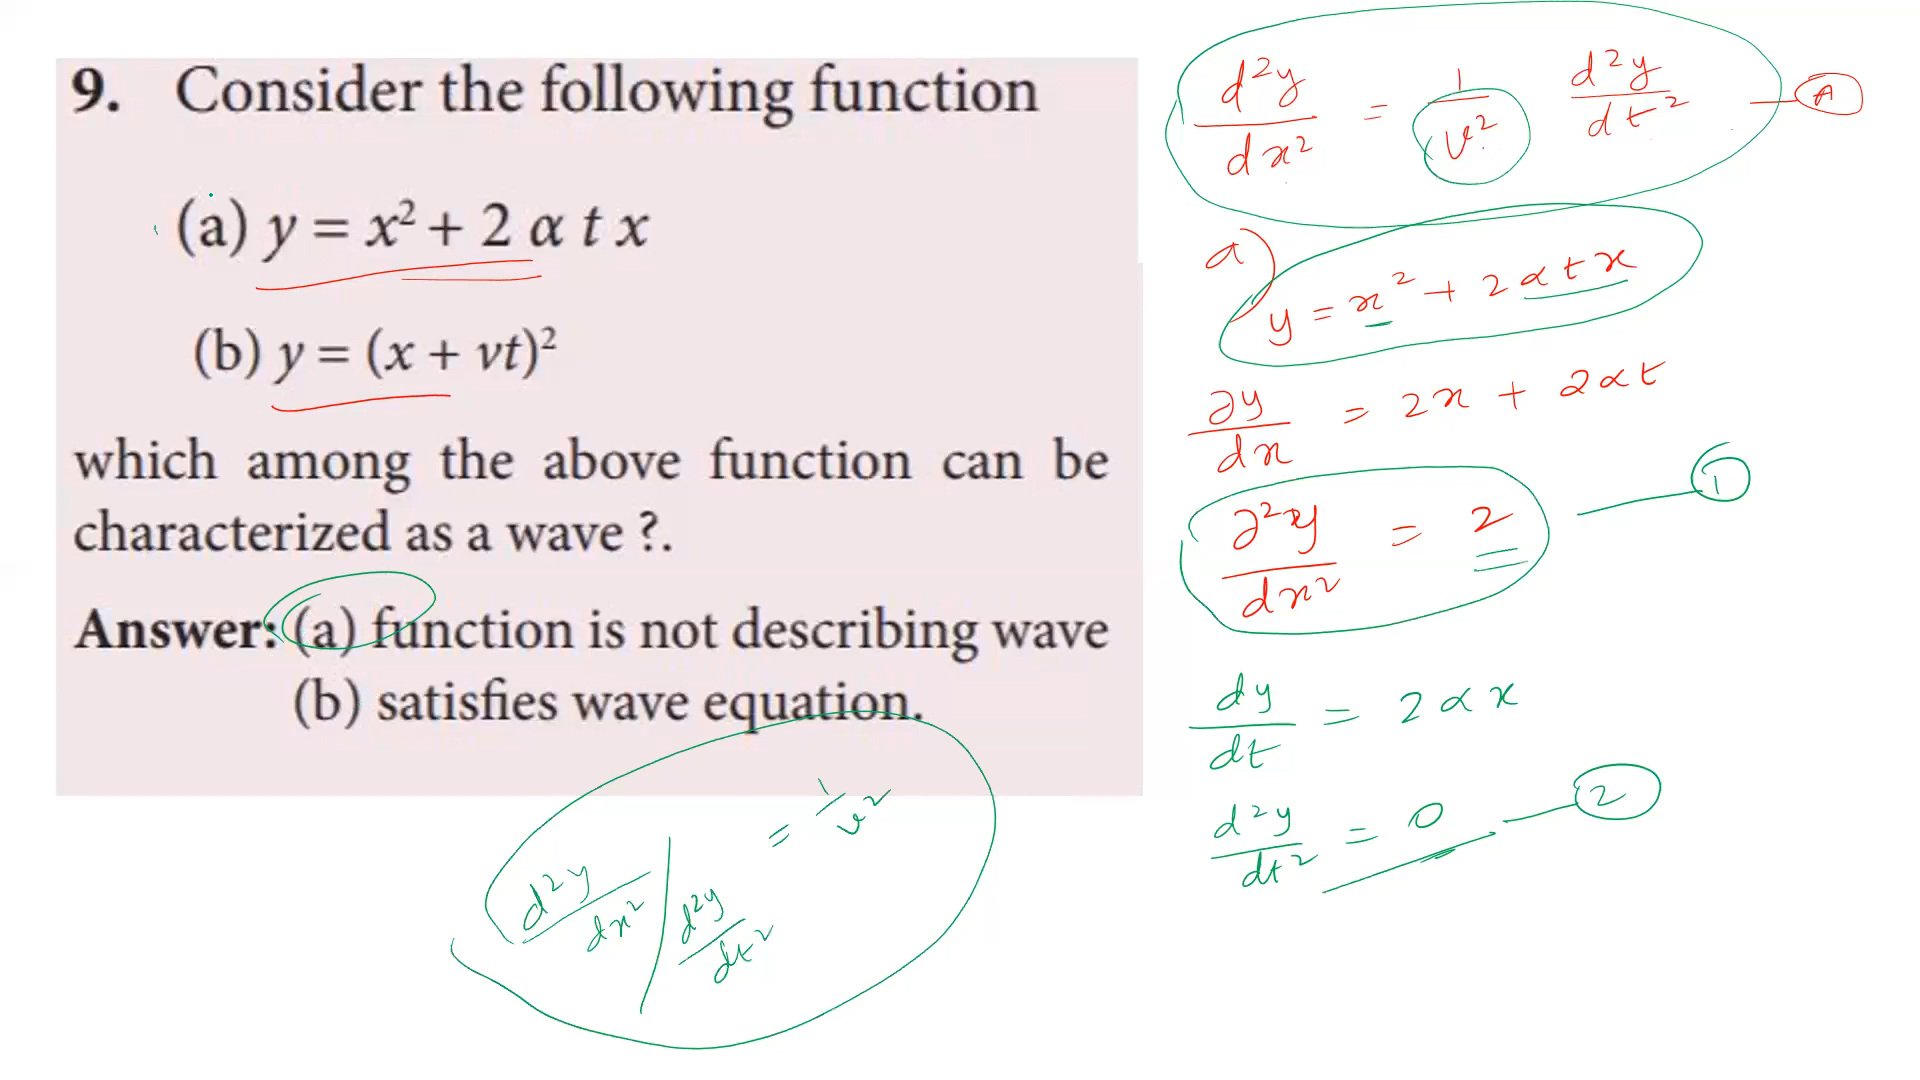 9. Consider the following function
(a) y = x² + 2 α t x
(b) y = (x + vt)²
which among the above function can be
characterized as a wave ?.
Answer: (a) function is not describing wave
(b) satisfies wave equation.
d²y/dx² / d²y/dt² = 1/v²
d²y/dx² = 1/v² d²y/dt² — A
a)
y = x² + 2αtx
∂y/dx = 2x + 2αt
∂²y/dx² = 2 — 1
dy/dt = 2αx
d²y/dt² = 0 — 2